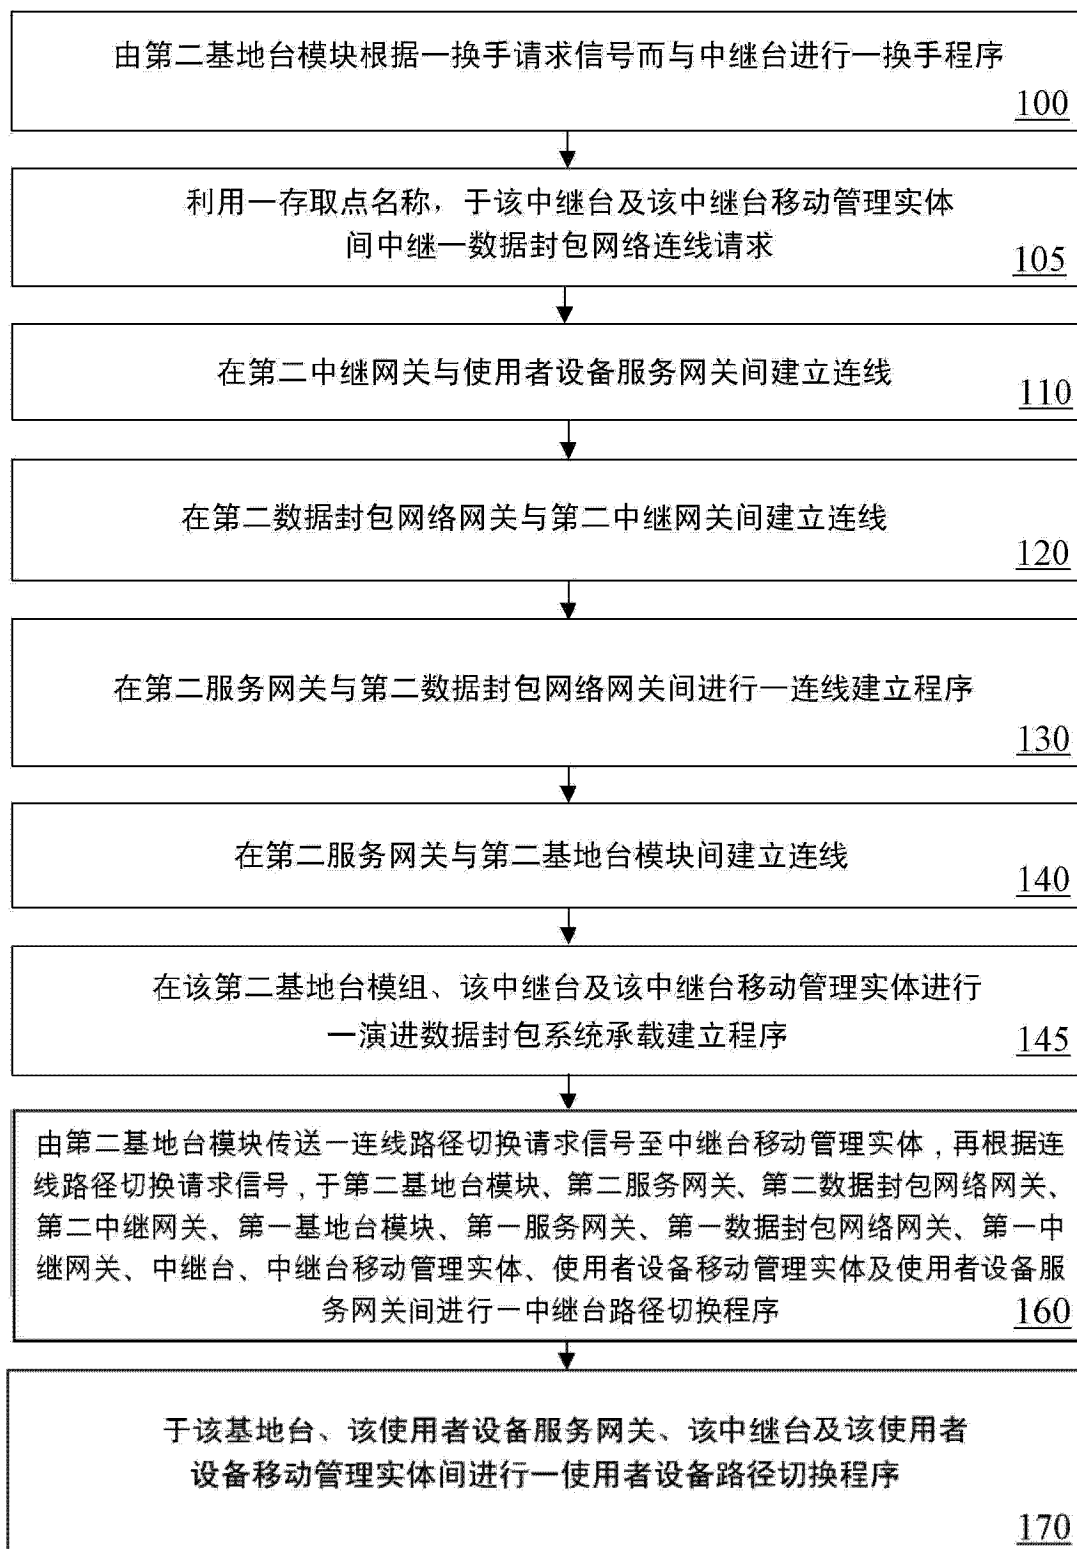 由第二基地台模块根据一换手请求信号而与中继台进行一换手程序
100
利用一存取点名称，于该中继台及该中继台移动管理实体
间中继一数据封包网络连线请求
105
在第二中继网关与使用者设备服务网关间建立连线
110
在第二数据封包网络网关与第二中继网关间建立连线
120
在第二服务网关与第二数据封包网络网关间进行一连线建立程序
130
在第二服务网关与第二基地台模块间建立连线
140
在该第二基地台模组、该中继台及该中继台移动管理实体进行
一演进数据封包系统承载建立程序
145
由第二基地台模块传送一连线路径切换请求信号至中继台移动管理实体，再根据连
线路径切换请求信号，于第二基地台模块、第二服务网关、第二数据封包网络网关、
第二中继网关、第一基地台模块、第一服务网关、第一数据封包网络网关、第一中
继网关、中继台、中继台移动管理实体、使用者设备移动管理实体及使用者设备服
务网关间进行一中继台路径切换程序
160
于该基地台、该使用者设备服务网关、该中继台及该使用者
设备移动管理实体间进行一使用者设备路径切换程序
170